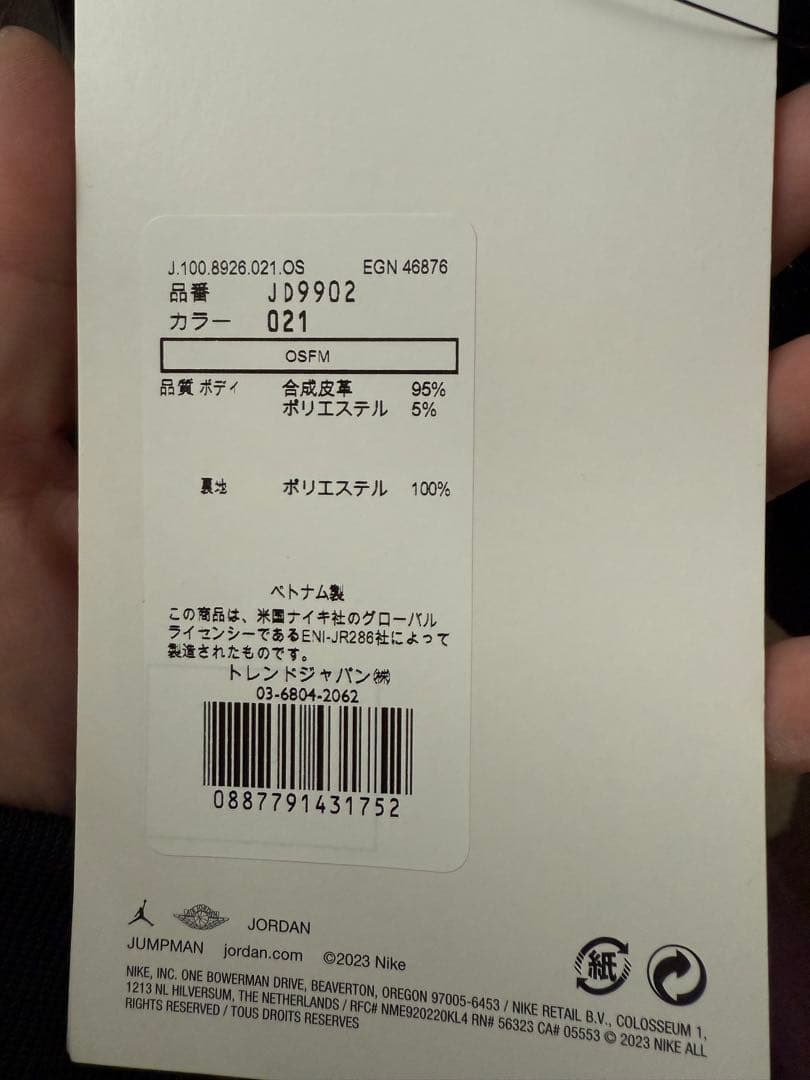 J.100.8926.021.OS EGN 46876
品番 JD9902
カラー 021
OSFM
品質 ボディ 合成皮革 95%
ポリエステル 5%
裏地 ポリエステル 100%
ベトナム製
この商品は、米国ナイキ社のグローバル
ライセンシーであるENI-JR286社によって
製造されたものです。
トレンドジャパン㈱
03-6804-2062
0887791431752
JORDAN
JUMPMAN jordan.com ©2023 Nike
紙
NIKE, INC. ONE BOWERMAN DRIVE, BEAVERTON, OREGON 97005-6453 / NIKE RETAIL B.V., COLOSSEUM 1,
1213 NL HILVERSUM, THE NETHERLANDS / RFC# NME920220KL4 RN# 56323 CA# 05553 © 2023 NIKE ALL
RIGHTS RESERVED / TOUS DROITS RESERVES